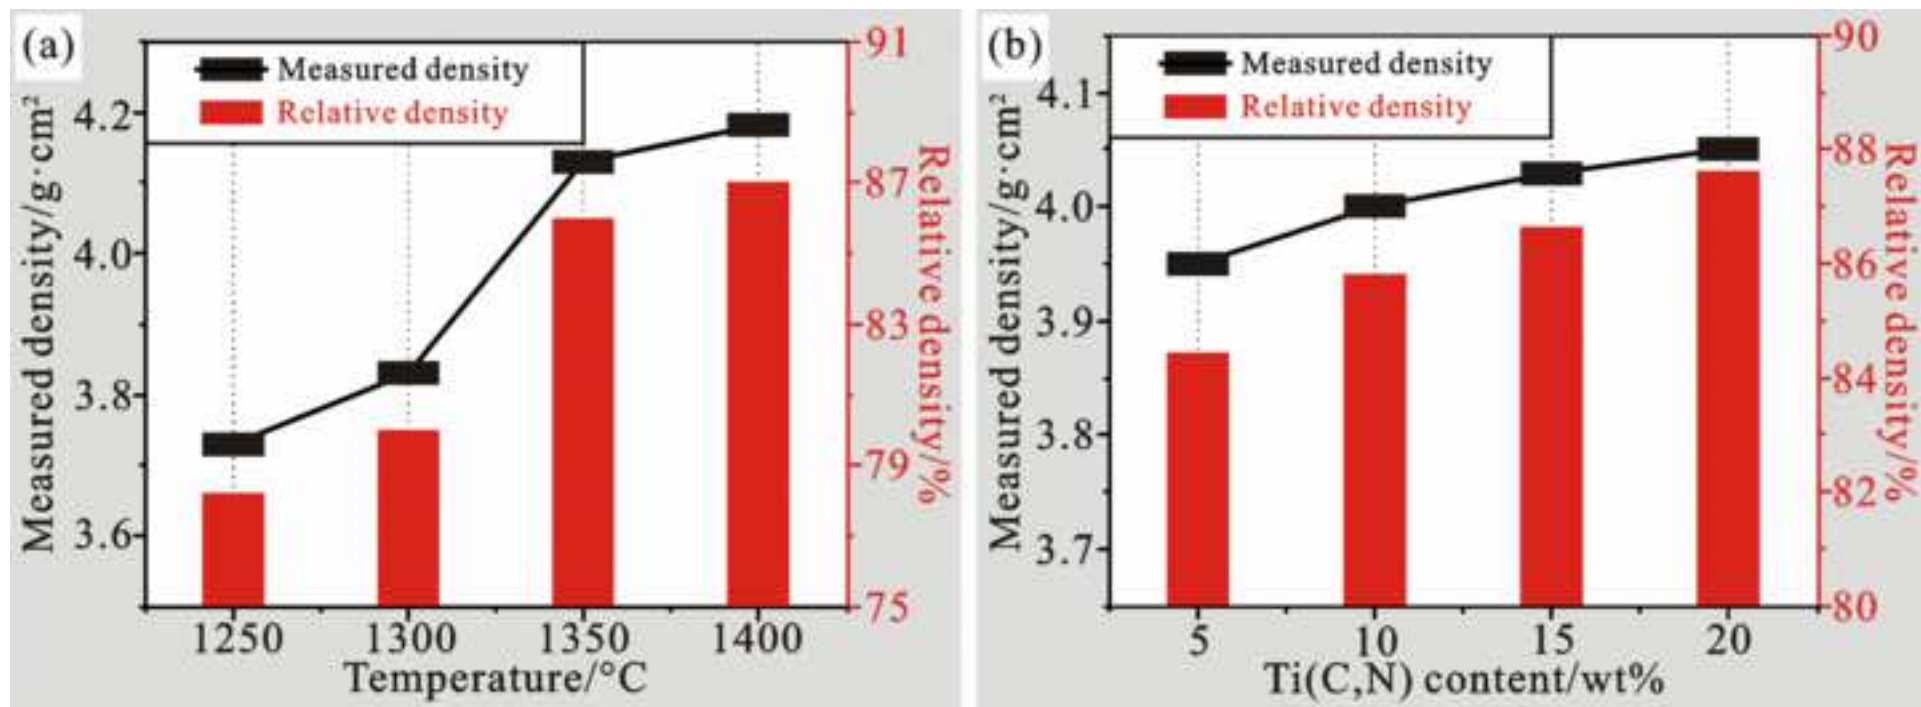 (a)
Measured density
Relative density
Measured density/g·cm²
4.2
4.0
3.8
3.6
91
87
83
79
75
Relative density/%
1250 1300 1350 1400
Temperature/°C
(b)
Measured density
Relative density
Measured density/g·cm²
4.1
4.0
3.9
3.8
3.7
90
88
86
84
82
80
Relative density/%
5 10 15 20
Ti(C,N) content/wt%